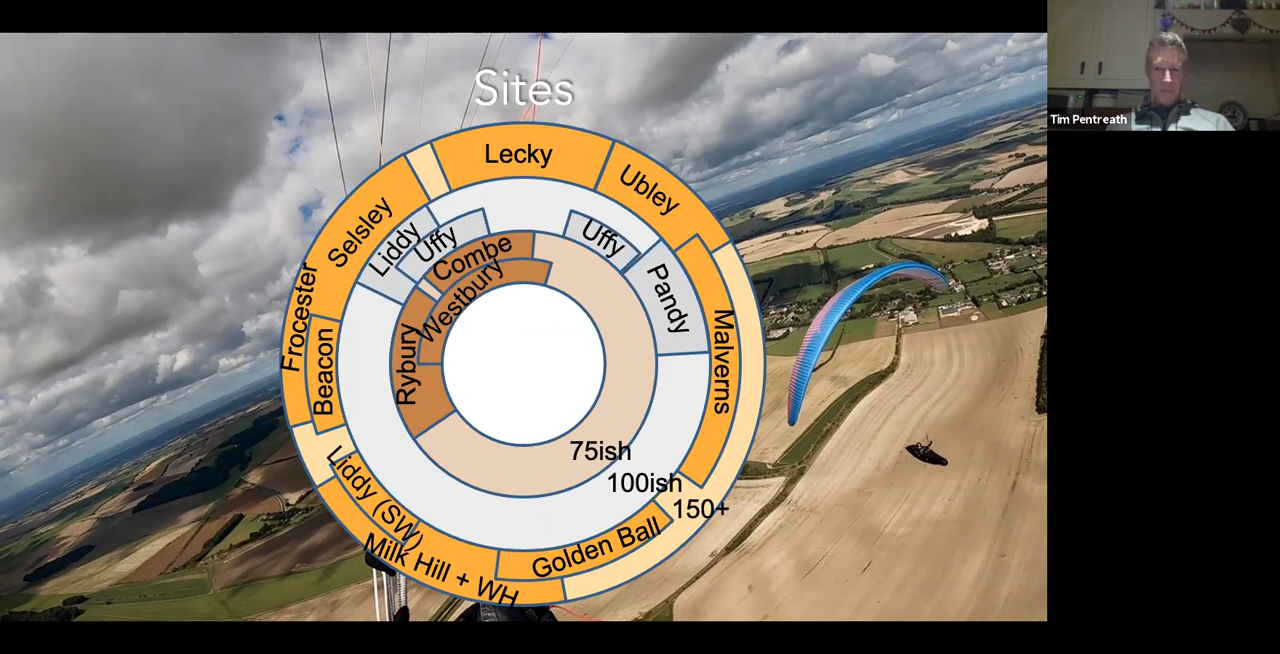 Sites
Tim Pentreath
Lecky
Ubley
Selsley
Liddy
Uffy
Uffy
Combe
Westbury
Pandy
Frocester
Beacon
Rybury
Malverns
75ish
100ish
150+
Liddy (SW)
Golden Ball
Milk Hill + WH